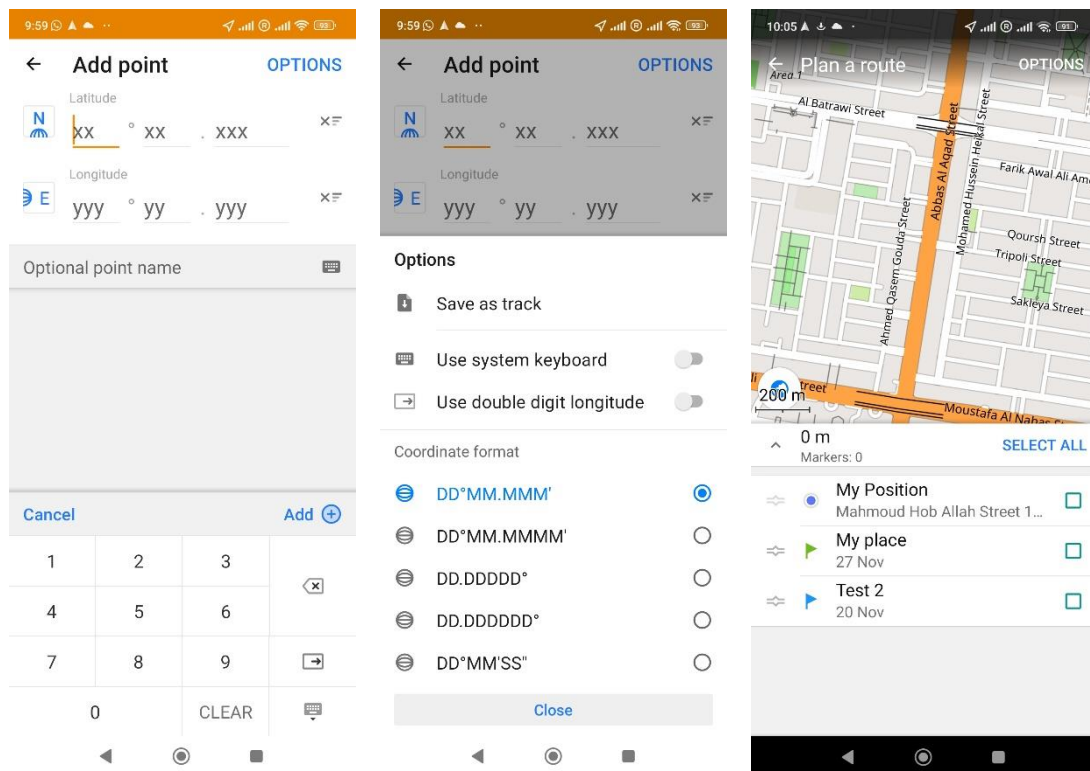 9:59
93
Add point
OPTIONS
Latitude
N
xx ° xx . xxx
Longitude
E
yyy ° yy . yyy
Optional point name
Cancel
Add
1 2 3
4 5 6
7 8 9
0 CLEAR
9:59
93
Add point
OPTIONS
Latitude
N
xx ° xx . xxx
Longitude
E
yyy ° yy . yyy
Options
Save as track
Use system keyboard
Use double digit longitude
Coordinate format
DD°MM.MMM'
DD°MM.MMMM'
DD.DDDDD°
DD.DDDDDD°
DD°MM'SS"
Close
10:05
91
Plan a route
OPTIONS
Area 1
Al Batrawi Street
Abbas Al Aqad Street
Mohamed Hussein Heikal Street
Farik Awal Ali Am
Ahmed Qasem Gouda Street
Qoursh Street
Tripoli Street
Sakleya Street
treet
200 m
Moustafa Al Nahas
0 m
Markers: 0
SELECT ALL
My Position
Mahmoud Hob Allah Street 1...
My place
27 Nov
Test 2
20 Nov